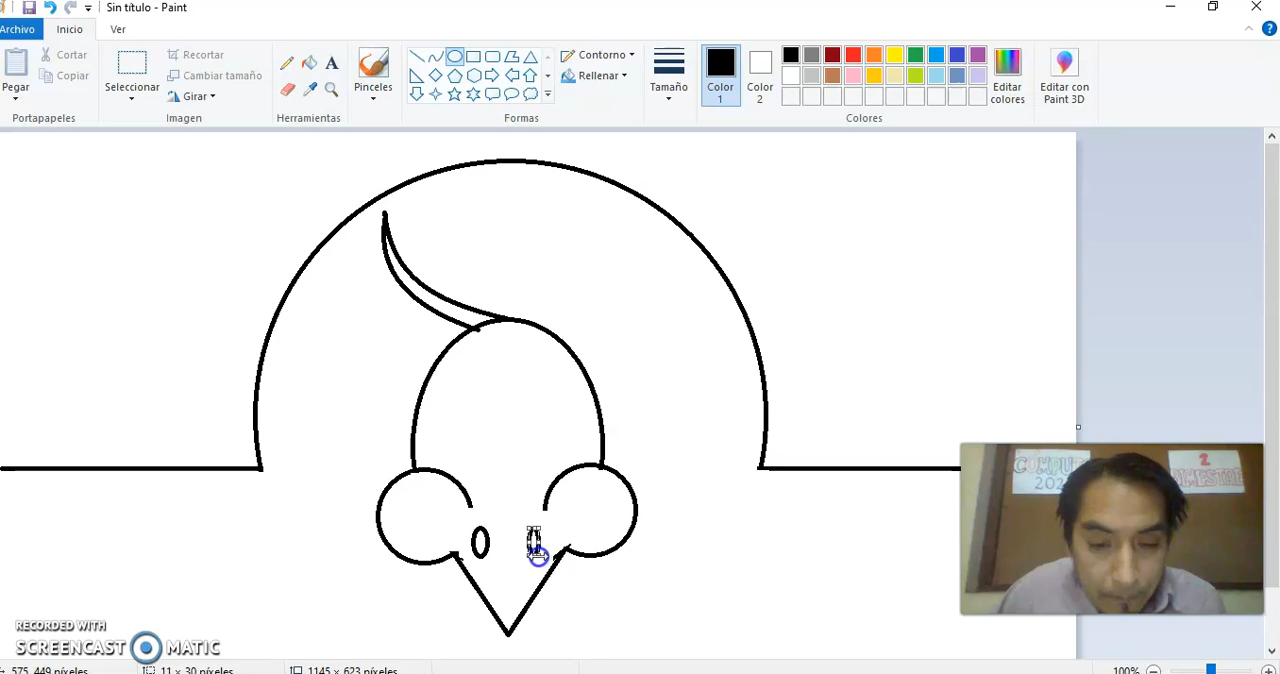 Sin título - Paint
Archivo
Inicio
Ver
Pegar
Cortar
Copiar
Portapapeles
Seleccionar
Recortar
Cambiar tamaño
Girar
Imagen
A
Herramientas
Pinceles
Contorno
Rellenar
Formas
Tamaño
Color
1
Color
2
Editar
colores
Editar con
Paint 3D
Colores
2
BIMESTRE
RECORDED WITH
SCREENCAST MATIC
575, 449 píxeles
11 × 30 píxeles
1145 × 623 píxeles
100%